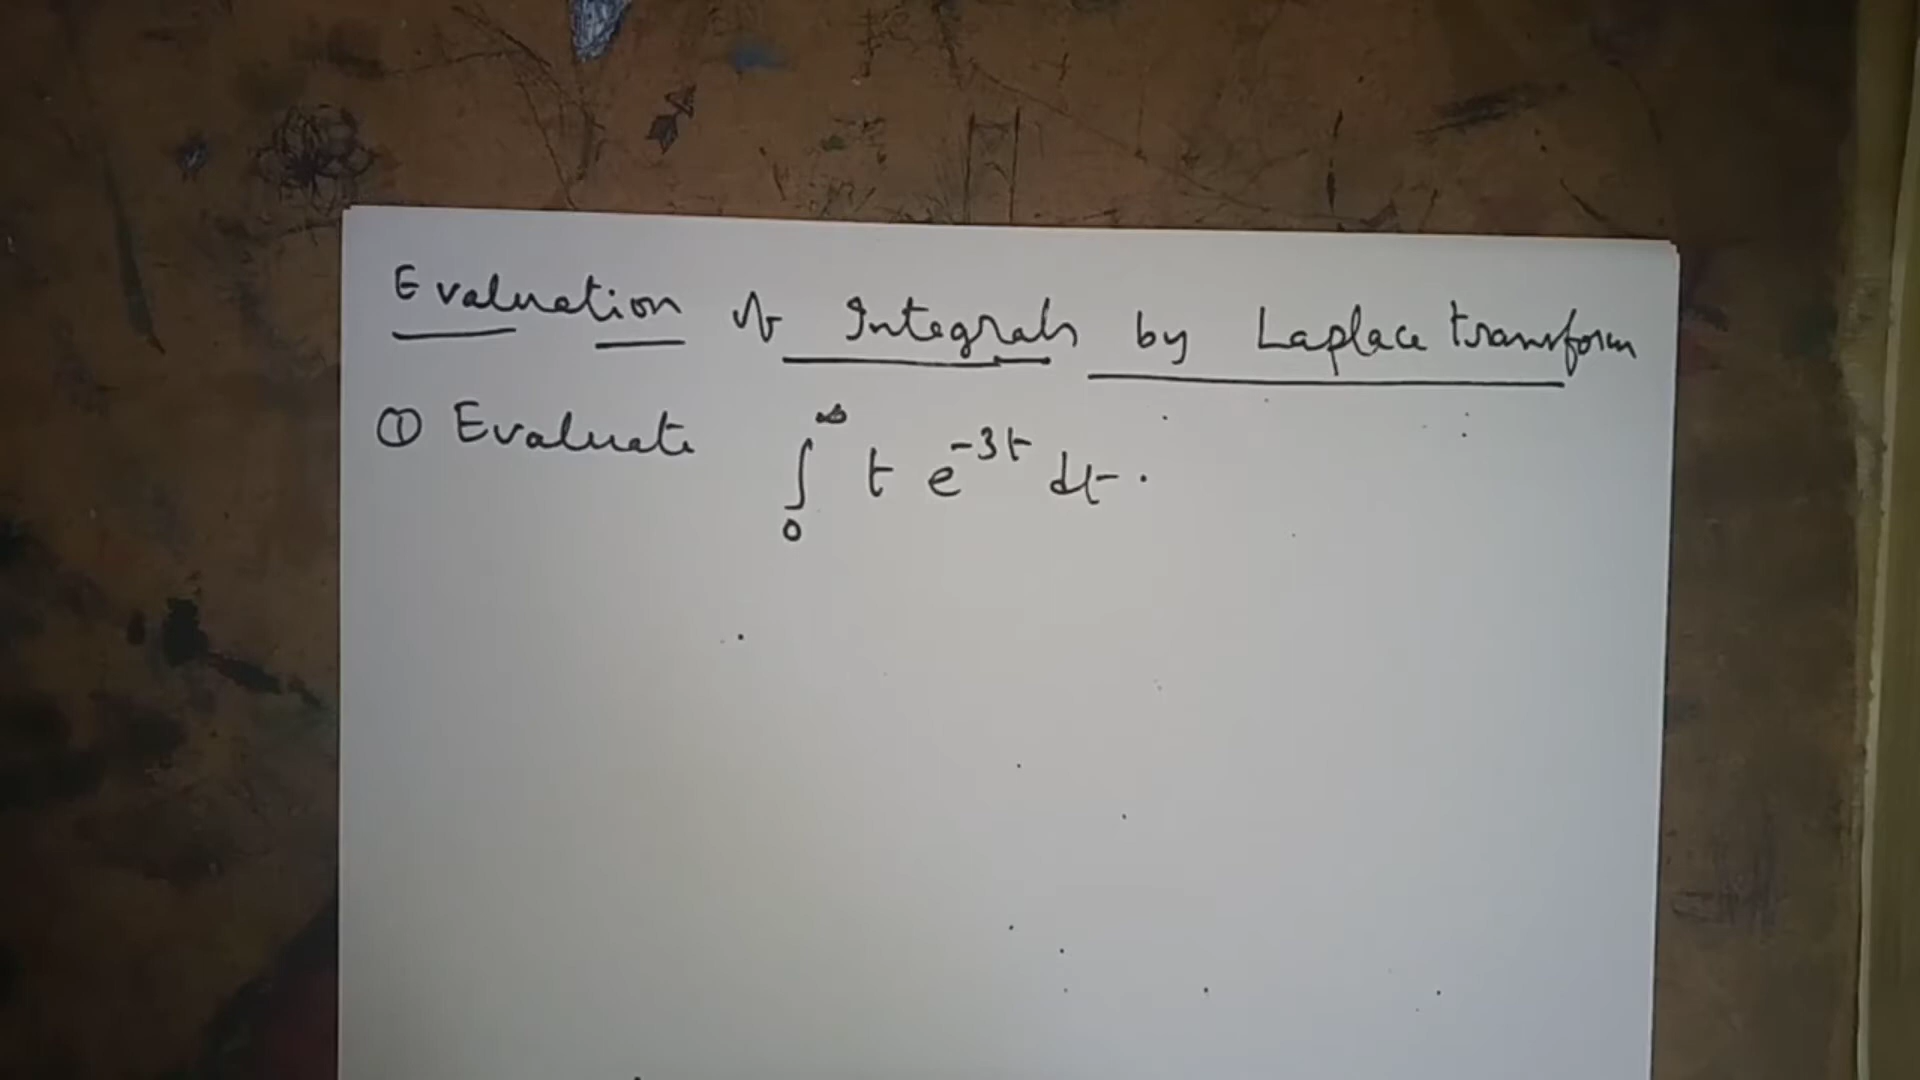 Evaluation of Integrals by Laplace transform
① Evaluate ∫₀^∞ t e^{-3t} dt.